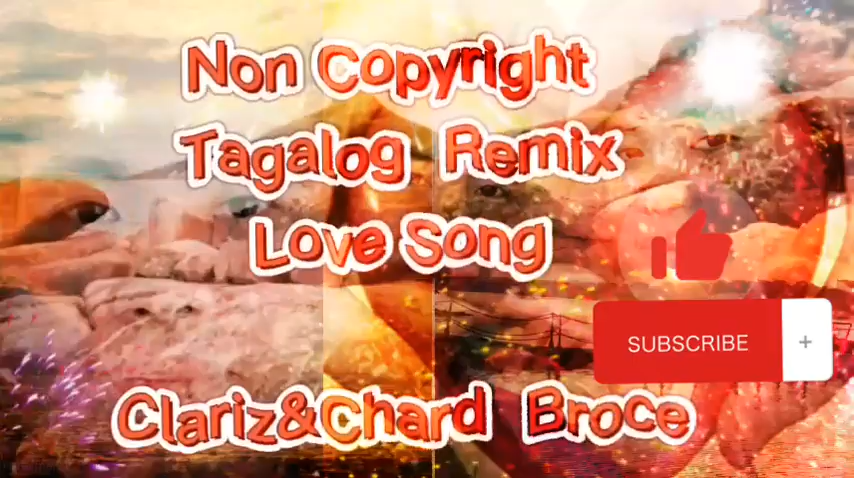 Non Copyright
Tagalog Remix
Love Song
SUBSCRIBE +
Clariz&Chard Broce